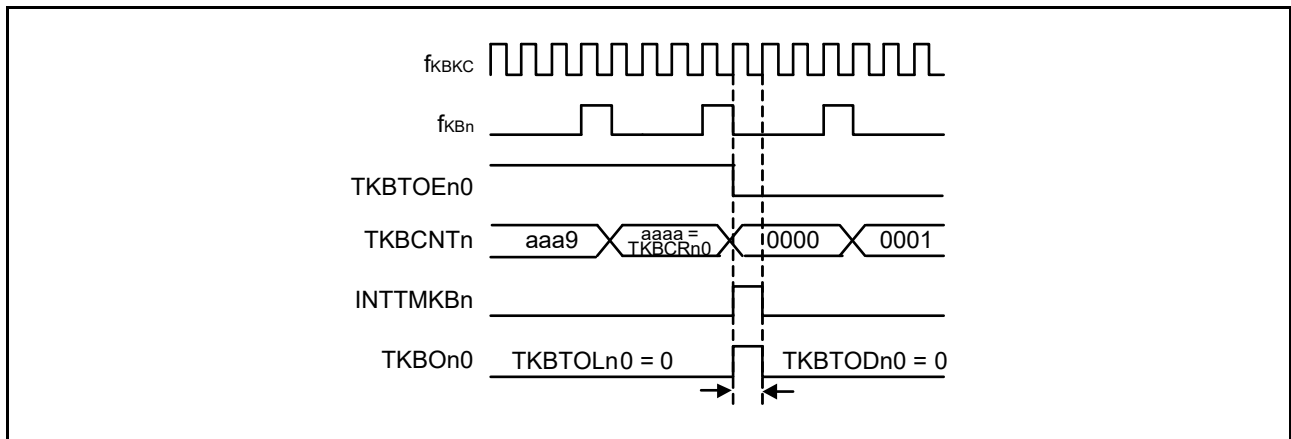 fKBKC
fKBn
TKBTOEn0
TKBCNTn aaa9 aaaa = TKBCRn0 0000 0001
INTTMKBn
TKBOn0 TKBTOLn0 = 0 TKBTODn0 = 0